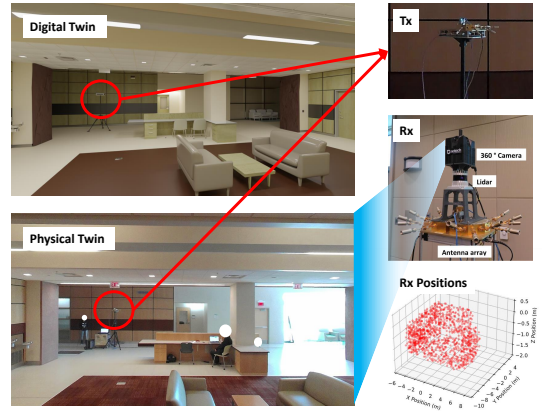 Digital Twin
Tx
Rx
360 ° Camera
Lidar
Antenna array
Physical Twin
Rx Positions
0.5
0.0
−0.5
−1.0
−1.5
−2.0
Z Position (m)
−6
−4
−2
0
2
4
6
8
X Position (m)
−10
−8
−6
−4
−2
0
2
4
Y Position (m)